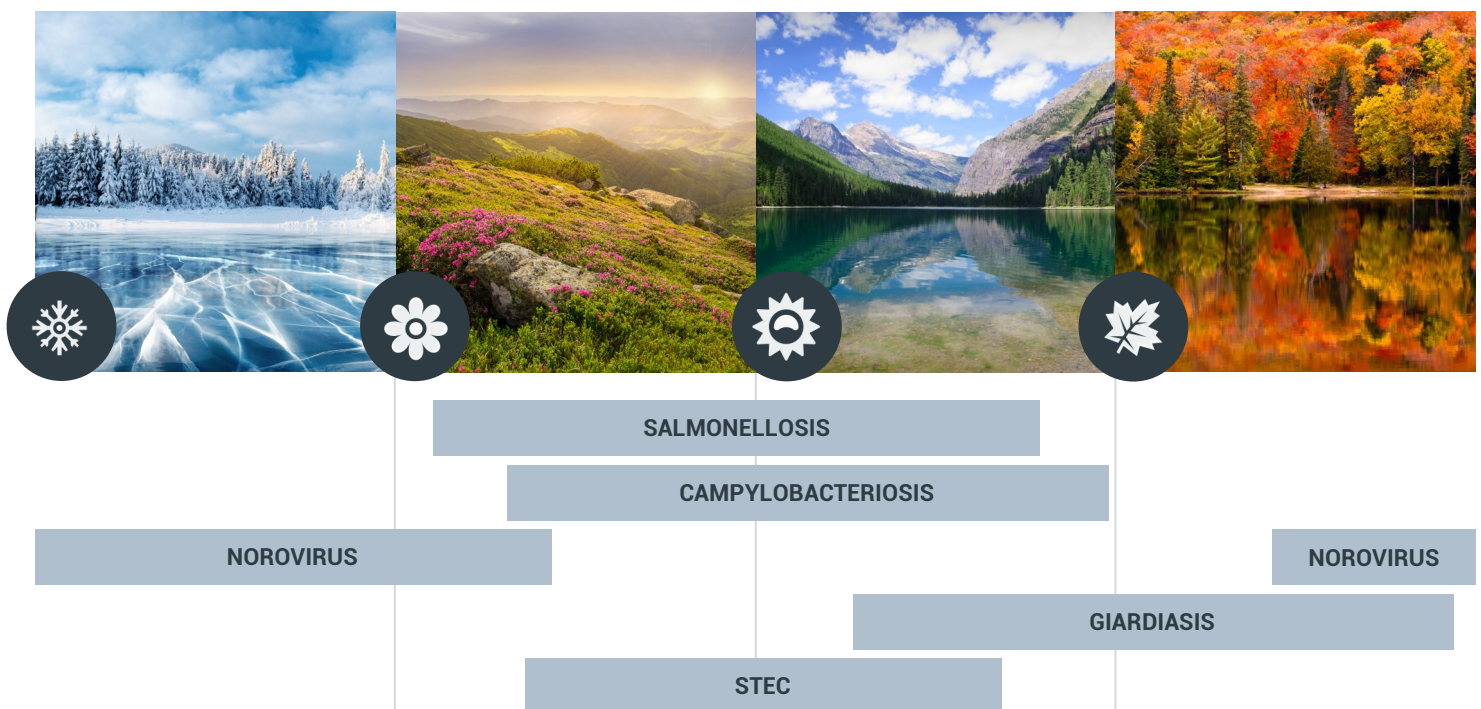 SALMONELLOSIS
CAMPYLOBACTERIOSIS
NOROVIRUS
NOROVIRUS
GIARDIASIS
STEC